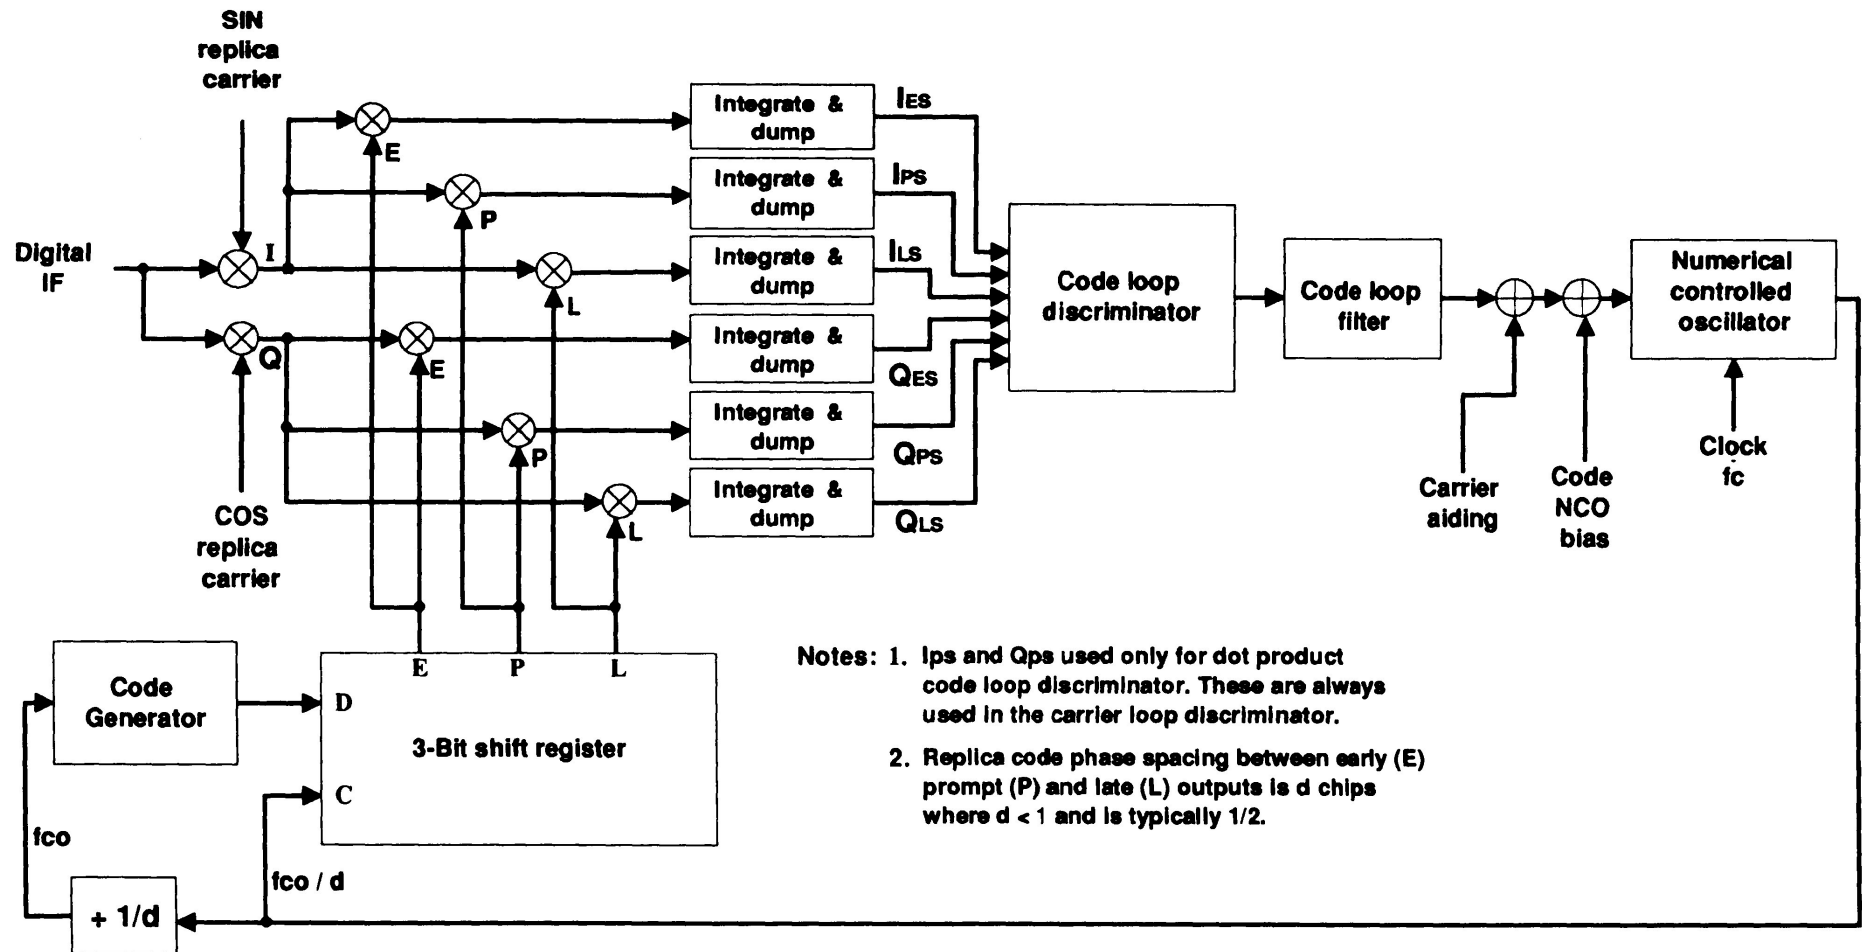 SIN
replica
carrier
Digital
IF
I
Q
COS
replica
carrier
E
P
L
E
P
L
Integrate &
dump
Integrate &
dump
Integrate &
dump
Integrate &
dump
Integrate &
dump
Integrate &
dump
IES
IPS
ILS
QES
QPS
QLS
Code loop
discriminator
Code loop
filter
Numerical
controlled
oscillator
Carrier
aiding
Code
NCO
bias
Clock
fc
Code
Generator
E P L
D
3-Bit shift register
C
fco
fco / d
+ 1/d
Notes: 1. Ips and Qps used only for dot product
code loop discriminator. These are always
used in the carrier loop discriminator.
2. Replica code phase spacing between early (E)
prompt (P) and late (L) outputs is d chips
where d < 1 and is typically 1/2.